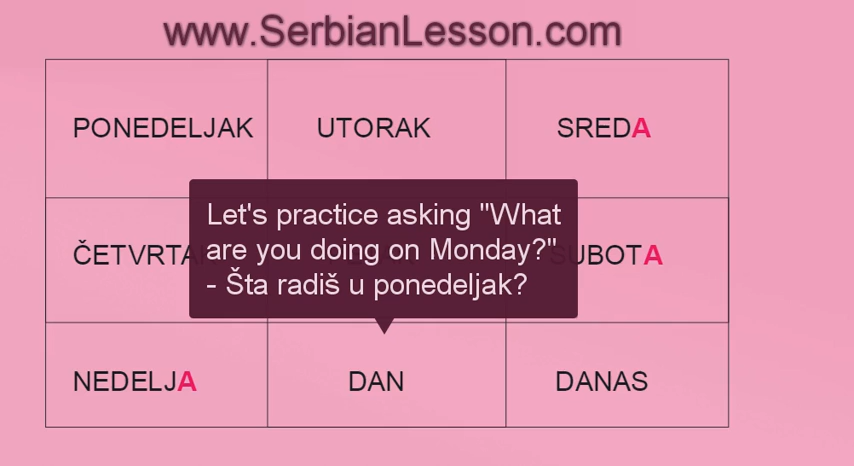 www.SerbianLesson.com
PONEDELJAK UTORAK SREDA
Let's practice asking "What
are you doing on Monday?"
- Šta radiš u ponedeljak?
NEDELJA DAN DANAS